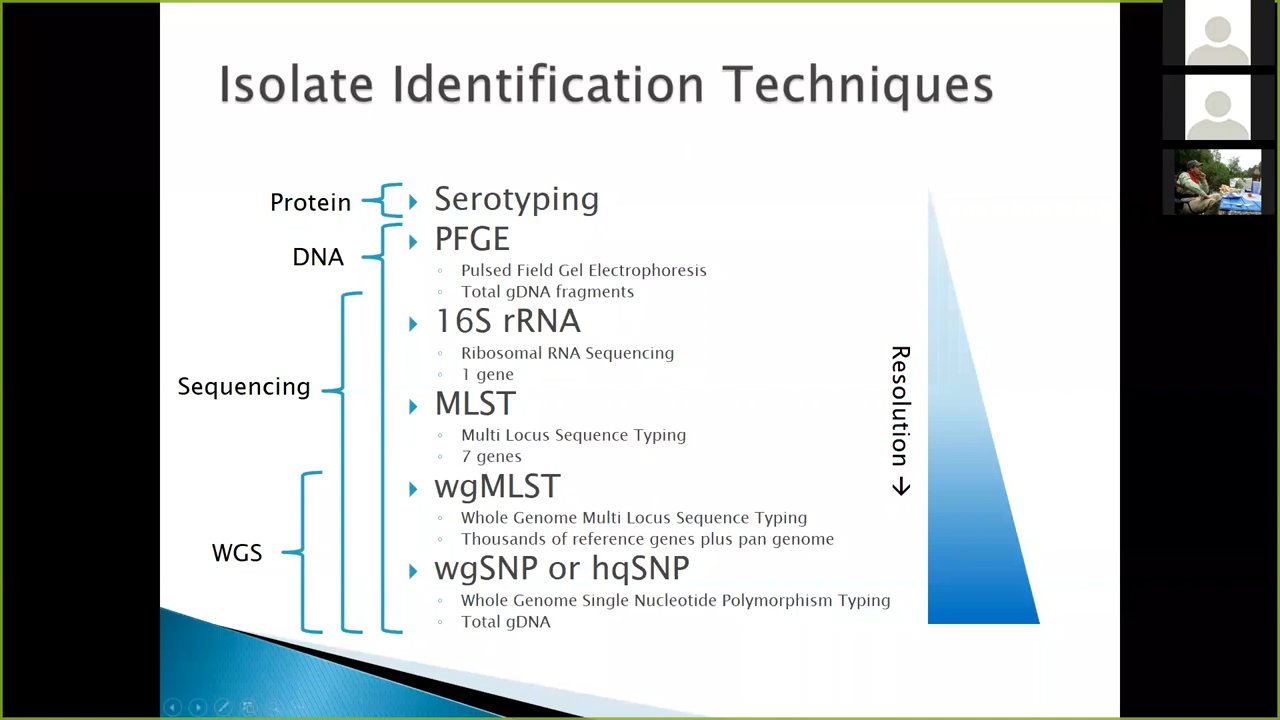 Isolate Identification Techniques
Protein
Serotyping
DNA
PFGE
Pulsed Field Gel Electrophoresis
Total gDNA fragments
Sequencing
16S rRNA
Ribosomal RNA Sequencing
1 gene
MLST
Multi Locus Sequence Typing
7 genes
WGS
wgMLST
Whole Genome Multi Locus Sequence Typing
Thousands of reference genes plus pan genome
wgSNP or hqSNP
Whole Genome Single Nucleotide Polymorphism Typing
Total gDNA
Resolution →